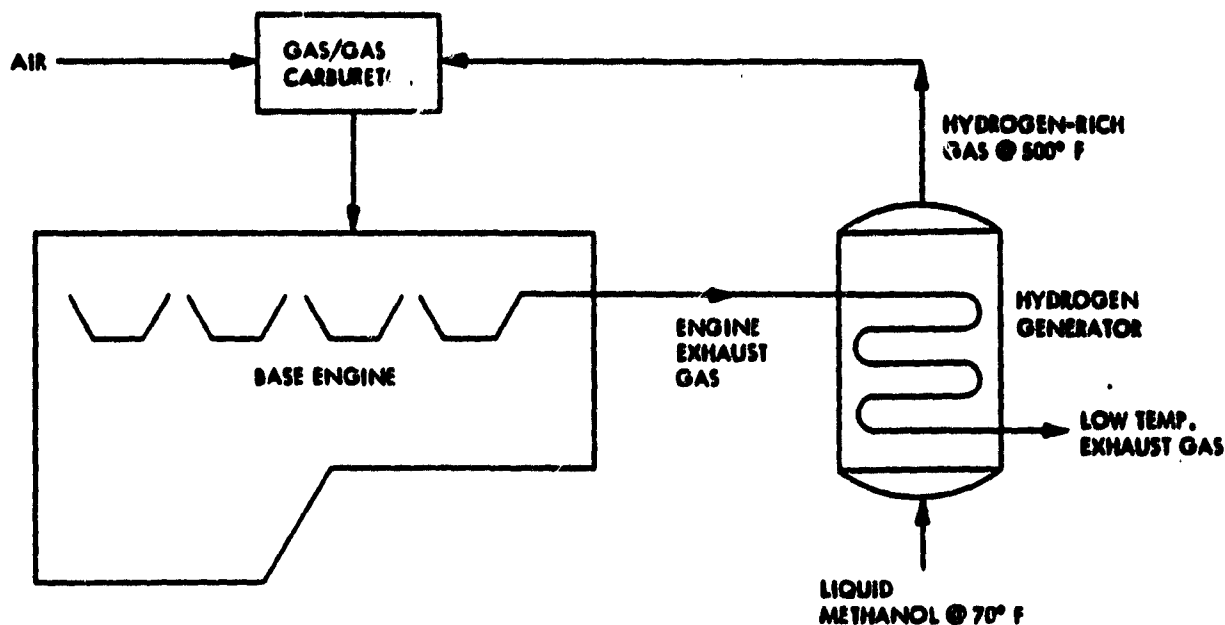 AIR
GAS/GAS
HYDROGEN-RICH
GAS @ 500° F
HYDROGEN
GENERATOR
ENGINE
EXHAUST
GAS
BASE ENGINE
LOW TEMP.
EXHAUST GAS
LIQUID
METHANOL @ 70° F